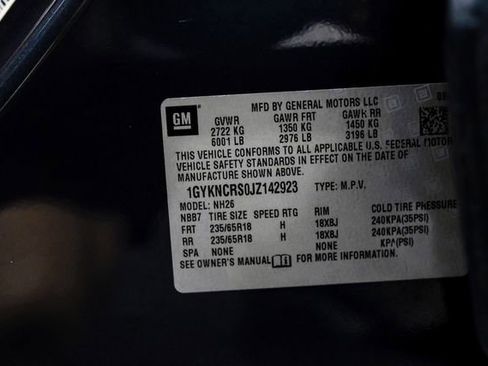 GM
MFD BY GENERAL MOTORS LLC
GVWR GAWR FRT GAWR RR
2722 KG 1350 KG 1450 KG
6001 LB 2976 LB 3196 LB
THIS VEHICLE CONFORMS TO ALL APPLICABLE U.S. FEDERAL MOTOR
VEHICLE SAFETY STANDARDS IN EFFECT ON THE DATE OF
MANUFACTURE SHOWN ABOVE.
1GYKNCRS0JZ142923 TYPE: M.P.V.
MODEL: NH26
NBB7 TIRE SIZE SPEED RTG RIM COLD TIRE PRESSURE
FRT 235/65R18 H 18X8J 240KPA(35PSI)
RR 235/65R18 H 18X8J 240KPA(35PSI)
SPA NONE NONE KPA(PSI)
SEE OWNER'S MANUAL FOR MORE INFORMATION.